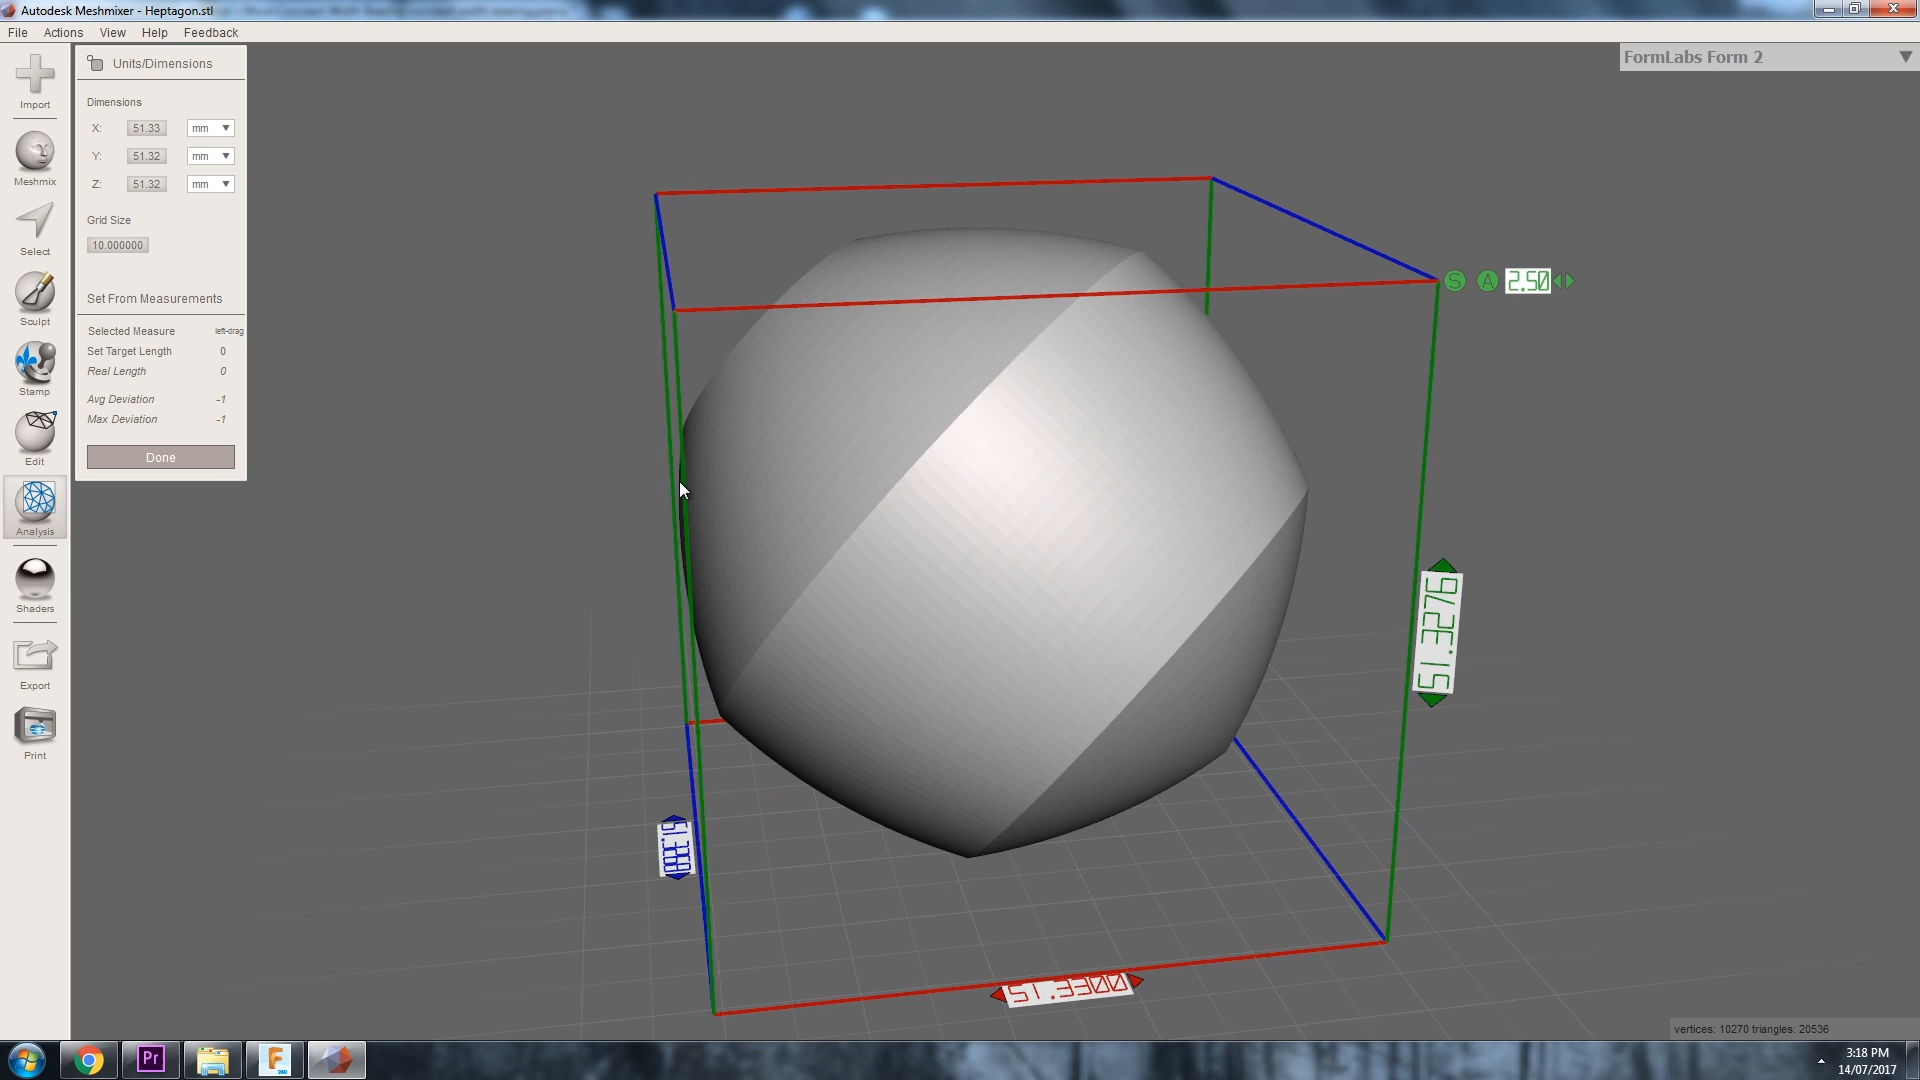 Autodesk Meshmixer - Heptagon.stl
File Actions View Help Feedback
FormLabs Form 2
Import
Meshmix
Select
Sculpt
Stamp
Edit
Analysis
Shaders
Export
Print
Units/Dimensions
Dimensions
X: 51.33 mm
Y: 51.32 mm
Z: 51.32 mm
Grid Size
10.000000
Set From Measurements
Selected Measure left-drag
Set Target Length 0
Real Length 0
Avg Deviation -1
Max Deviation -1
Done
S A 2.50
51.3276
51.3300
vertices: 10270 triangles: 20536
Pr
F
360
3:18 PM
14/07/2017